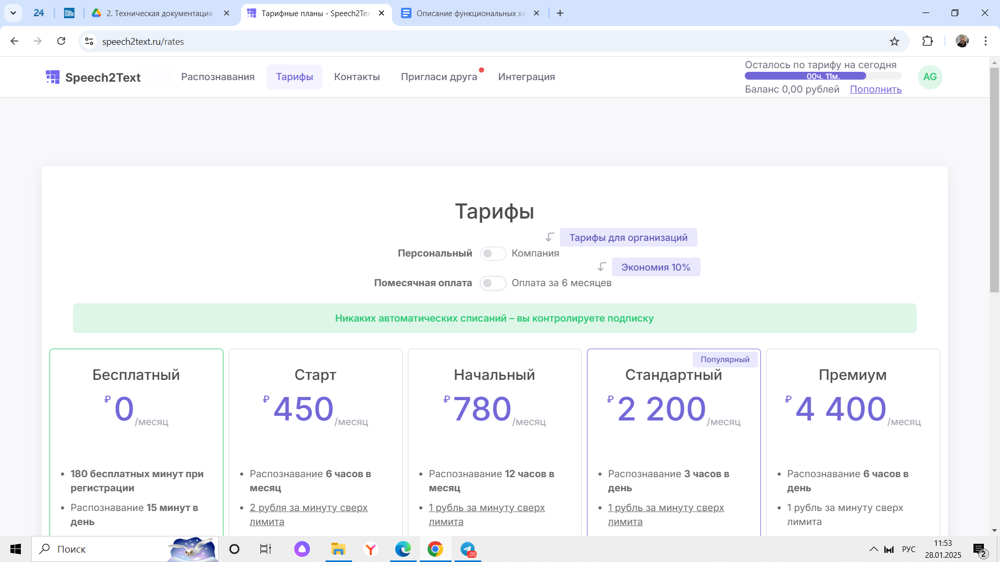 24
2. Техническая документация
Тарифные планы - Speech2Tex
Описание функциональных ха
speech2text.ru/rates
Speech2Text
Распознавания
Тарифы
Контакты
Пригласи друга
Интеграция
Осталось по тарифу на сегодня
00ч. 11м.
Баланс 0,00 рублей Пополнить
AG
Тарифы
Тарифы для организаций
Персональный Компания
Экономия 10%
Помесячная оплата Оплата за 6 месяцев
Никаких автоматических списаний – вы контролируете подписку
Бесплатный
₽ 0 /месяц
180 бесплатных минут при
регистрации
Распознавание 15 минут в
день
Старт
₽ 450 /месяц
Распознавание 6 часов в
месяц
2 рубля за минуту сверх
лимита
Начальный
₽ 780 /месяц
Распознавание 12 часов в
месяц
1 рубль за минуту сверх
лимита
Популярный
Стандартный
₽ 2 200 /месяц
Распознавание 3 часов в
день
1 рубль за минуту сверх
лимита
Премиум
₽ 4 400 /месяц
Распознавание 6 часов в
день
1 рубль за минуту сверх
лимита
Поиск
..05
РУС
11:53
28.01.2025
2